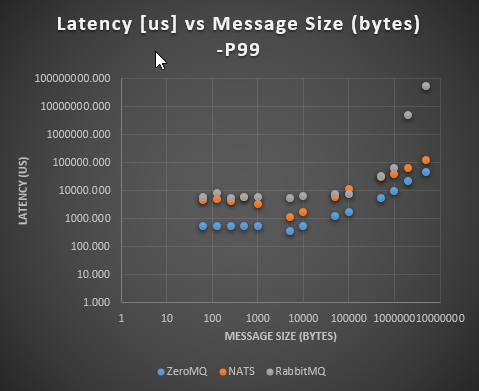 Latency [us] vs Message Size (bytes)
-P99
100000000.000
10000000.000
1000000.000
100000.000
10000.000
1000.000
100.000
10.000
1.000
LATENCY (US)
1 10 100 1000 10000 100000 1000000 10000000
MESSAGE SIZE (BYTES)
ZeroMQ NATS RabbitMQ